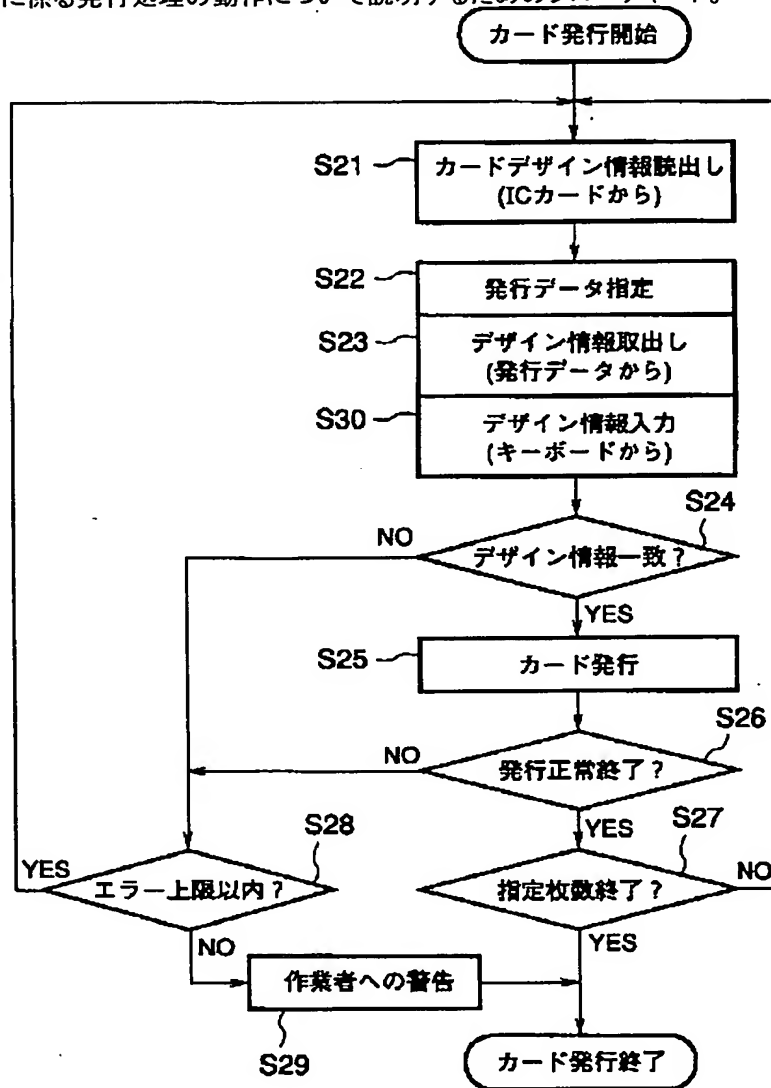 に係る発行処理の動作について説明するためのフローチャート。
カード発行開始
S21
カードデザイン情報読出し
(ICカードから)
S22
発行データ指定
S23
デザイン情報取出し
(発行データから)
S30
デザイン情報入力
(キーボードから)
S24
NO
デザイン情報一致?
YES
S25
カード発行
S26
NO
発行正常終了?
YES
S28
S27
YES
エラー上限以内?
指定枚数終了?
NO
NO
YES
作業者への警告
S29
カード発行終了